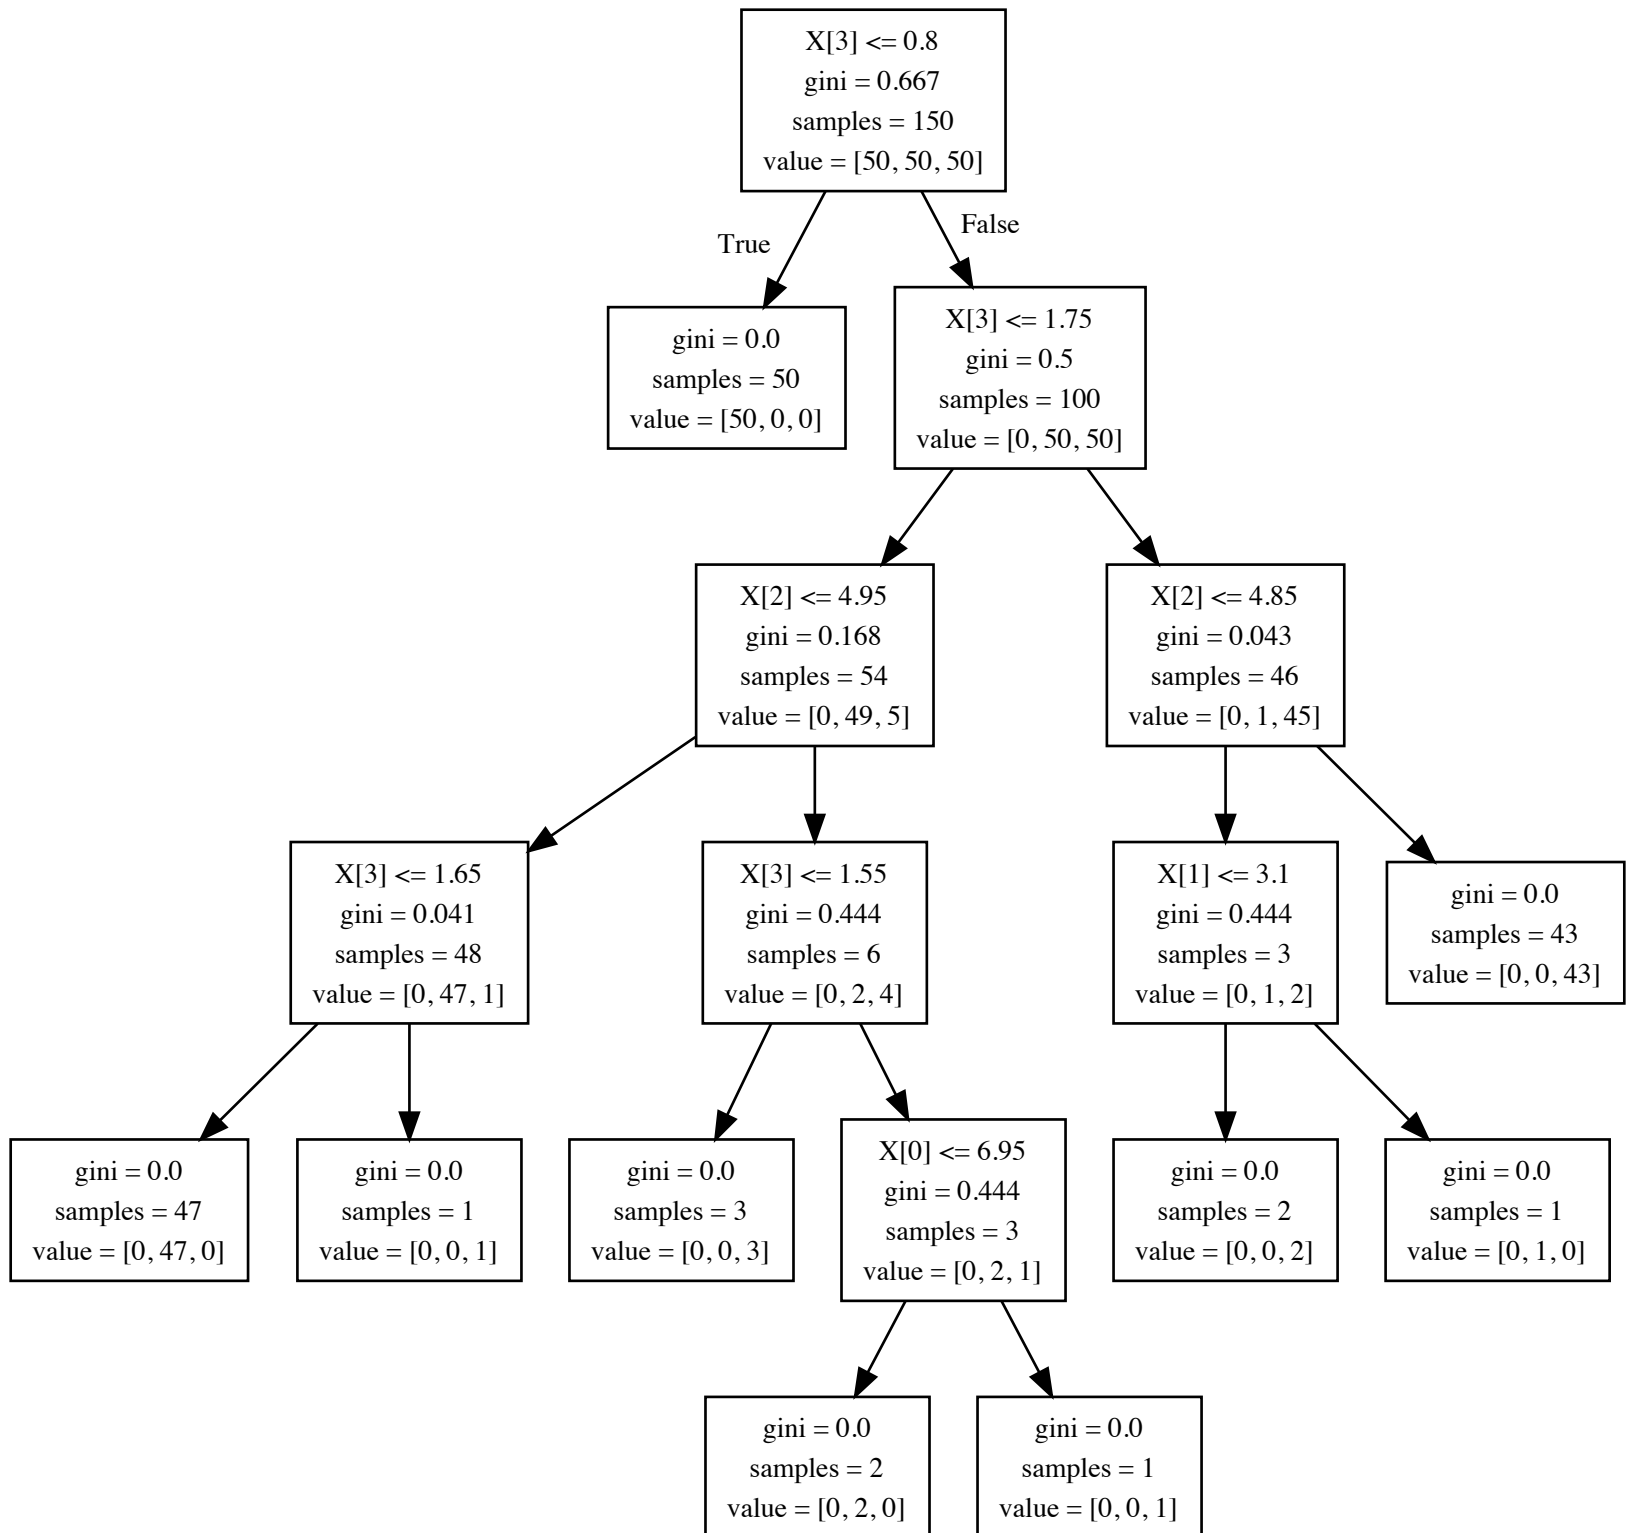 X[3] <= 0.8
gini = 0.667
samples = 150
value = [50, 50, 50]
True
False
gini = 0.0
samples = 50
value = [50, 0, 0]
X[3] <= 1.75
gini = 0.5
samples = 100
value = [0, 50, 50]
X[2] <= 4.95
gini = 0.168
samples = 54
value = [0, 49, 5]
X[2] <= 4.85
gini = 0.043
samples = 46
value = [0, 1, 45]
X[3] <= 1.65
gini = 0.041
samples = 48
value = [0, 47, 1]
X[3] <= 1.55
gini = 0.444
samples = 6
value = [0, 2, 4]
X[1] <= 3.1
gini = 0.444
samples = 3
value = [0, 1, 2]
gini = 0.0
samples = 43
value = [0, 0, 43]
gini = 0.0
samples = 47
value = [0, 47, 0]
gini = 0.0
samples = 1
value = [0, 0, 1]
gini = 0.0
samples = 3
value = [0, 0, 3]
X[0] <= 6.95
gini = 0.444
samples = 3
value = [0, 2, 1]
gini = 0.0
samples = 2
value = [0, 0, 2]
gini = 0.0
samples = 1
value = [0, 1, 0]
gini = 0.0
samples = 2
value = [0, 2, 0]
gini = 0.0
samples = 1
value = [0, 0, 1]